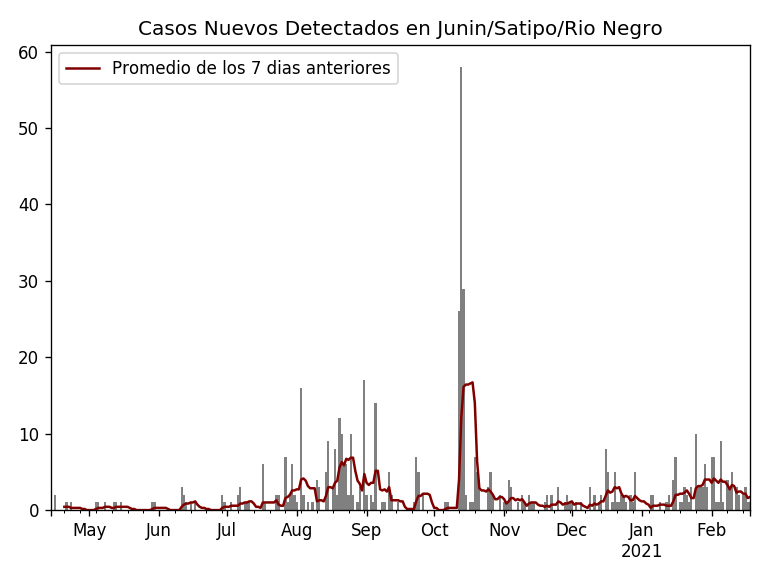 Casos Nuevos Detectados en Junin/Satipo/Rio Negro
Promedio de los 7 dias anteriores
60
50
40
30
20
10
0
May Jun Jul Aug Sep Oct Nov Dec Jan Feb
2021